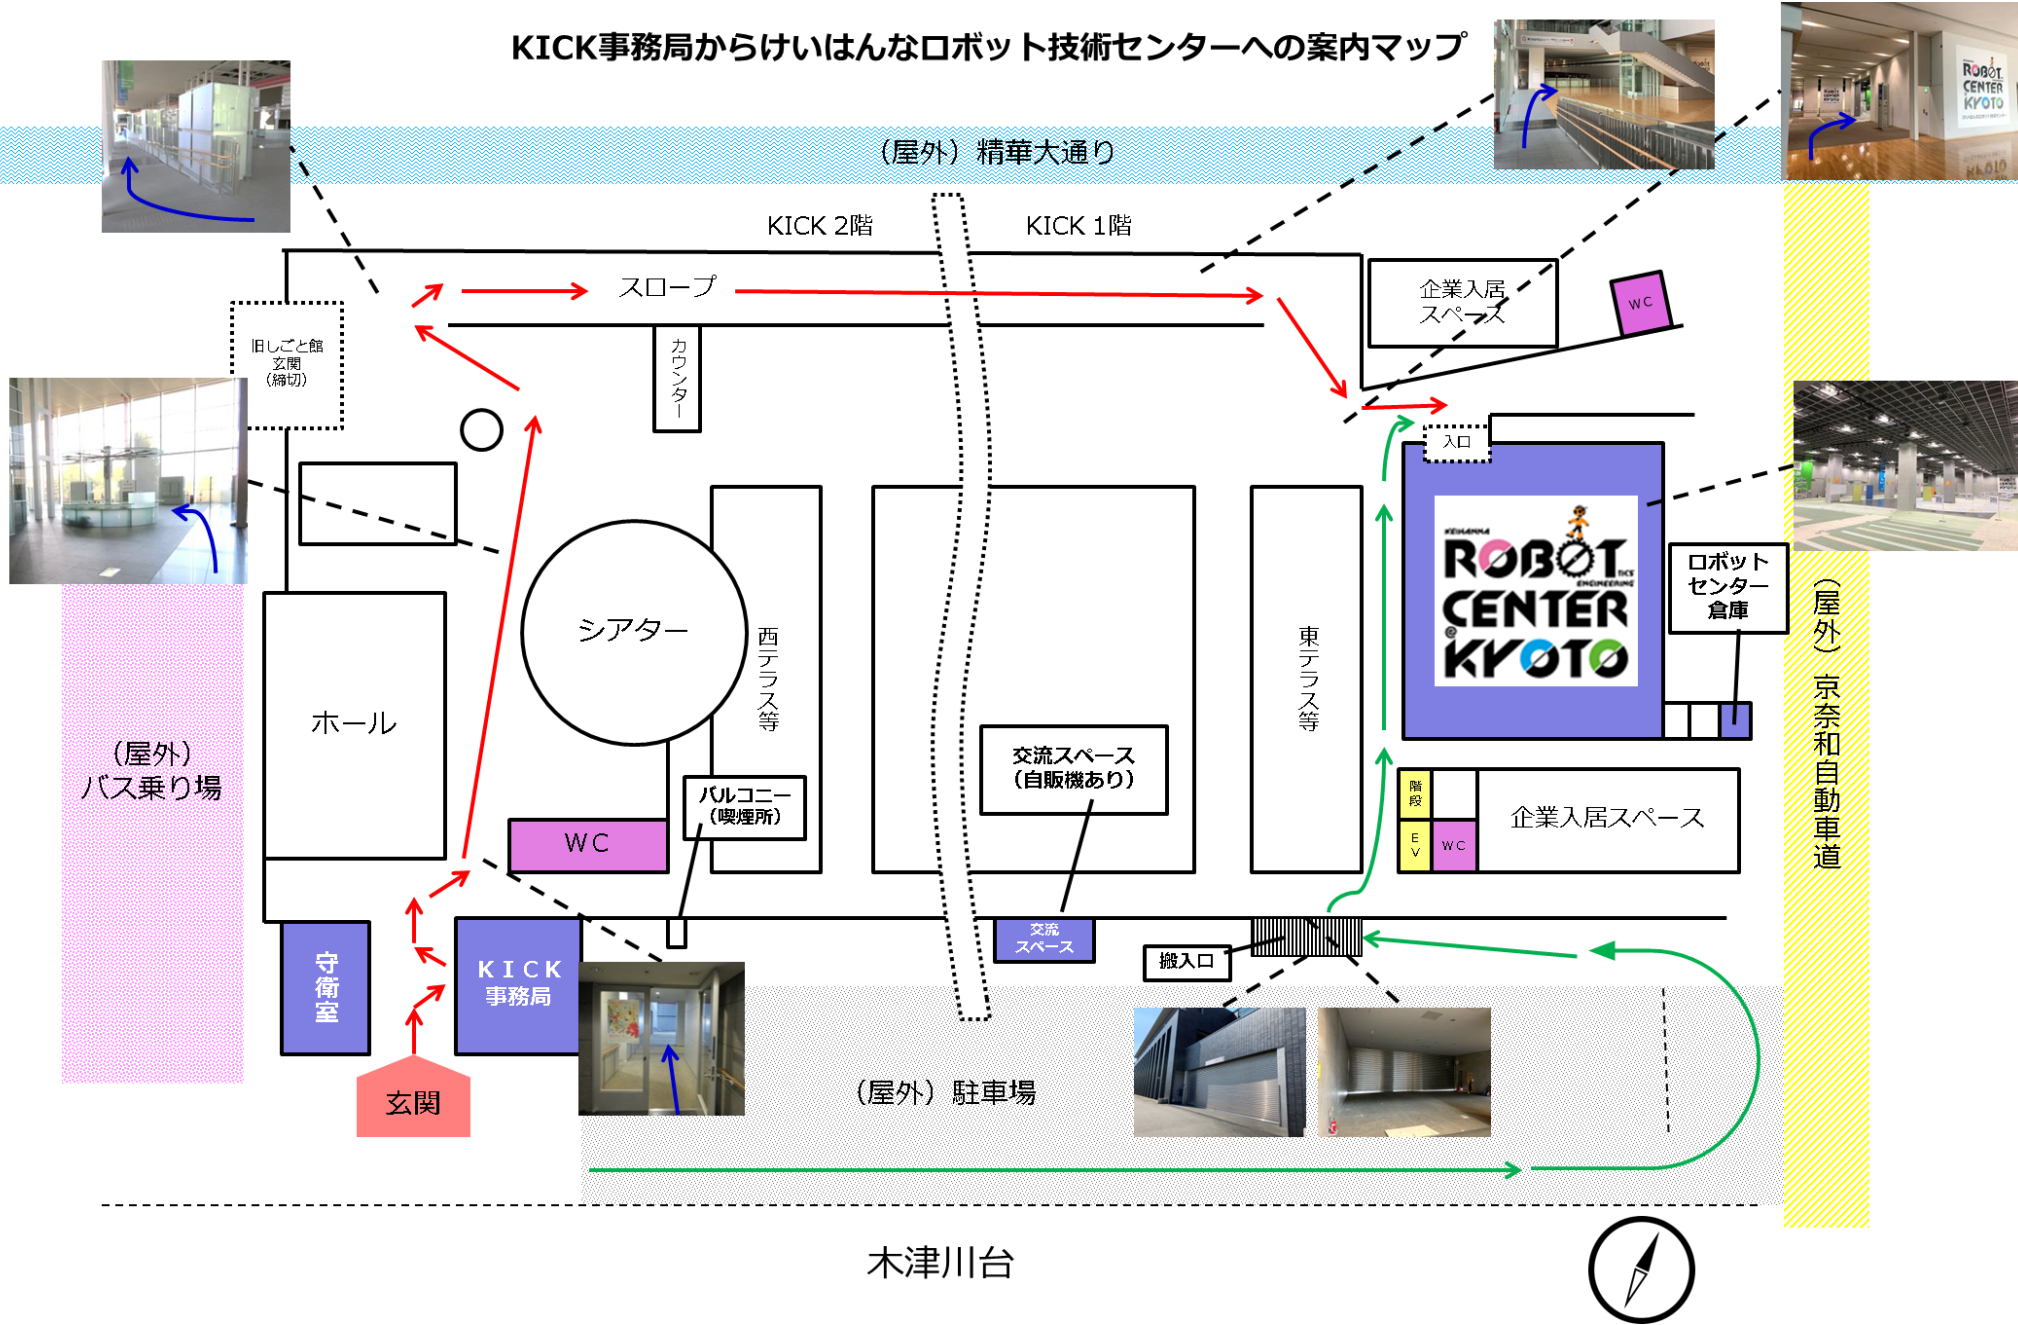 KICK事務局からけいはんなロボット技術センターへの案内マップ
ROBOT
CENTER
KYOTO
（屋外）精華大通り
KICK 2階
KICK 1階
スロープ
企業入居
スペース
WC
旧しごと館
玄関
（締切）
カウンター
入口
KEIHANNA
ROBOT
TICS
ENGINEERING
CENTER
@
KYOTO
ロボット
センター
倉庫
（屋外）京奈和自動車道
シアター
西テラス等
東テラス等
ホール
（屋外）
バス乗り場
交流スペース
（自販機あり）
バルコニー
（喫煙所）
WC
階段
EV
WC
企業入居スペース
交流
スペース
搬入口
守衛室
KICK
事務局
玄関
（屋外）駐車場
木津川台